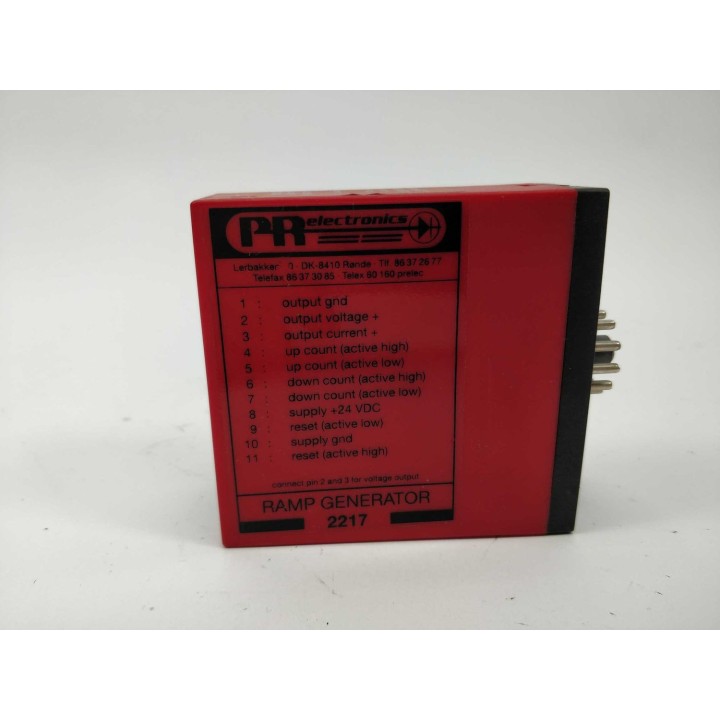 PR electronics
Lerbakken · DK-8410 Rønde · Tlf. 86 37 26 77
Telefax 86 37 30 85 · Telex 60 160 prelec
1 : output gnd
2 : output voltage +
3 : output current +
4 : up count (active high)
5 : up count (active low)
6 : down count (active high)
7 : down count (active low)
8 : supply +24 VDC
9 : reset (active low)
10 : supply gnd
11 : reset (active high)
connect pin 2 and 3 for voltage output
RAMP GENERATOR
2217